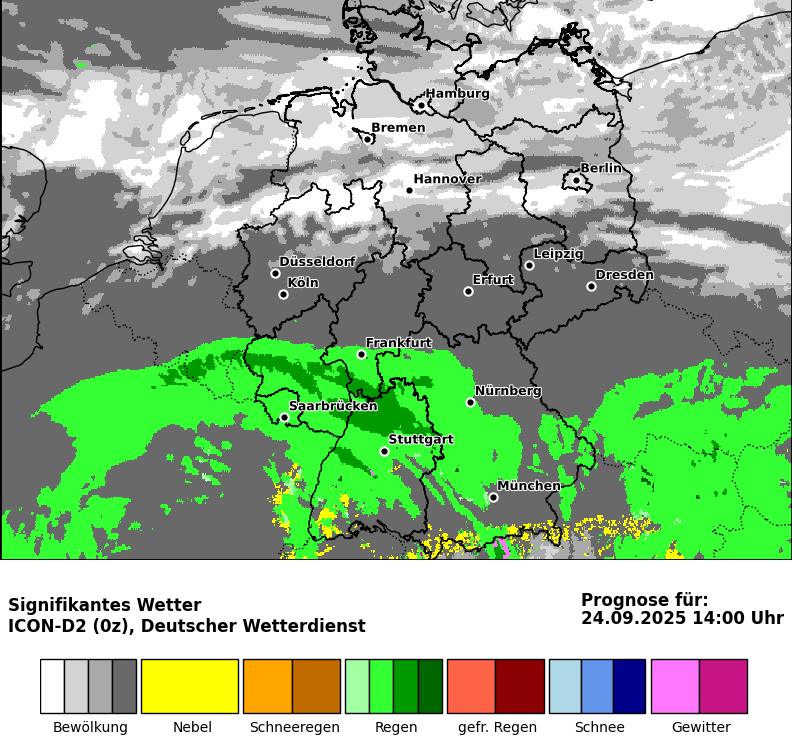 Hamburg
Bremen
Berlin
Hannover
Leipzig
Düsseldorf
Dresden
Köln
Erfurt
Frankfurt
Nürnberg
Saarbrücken
Stuttgart
München
Signifikantes Wetter
ICON-D2 (0z), Deutscher Wetterdienst
Prognose für:
24.09.2025 14:00 Uhr
Bewölkung Nebel Schneeregen Regen gefr. Regen Schnee Gewitter